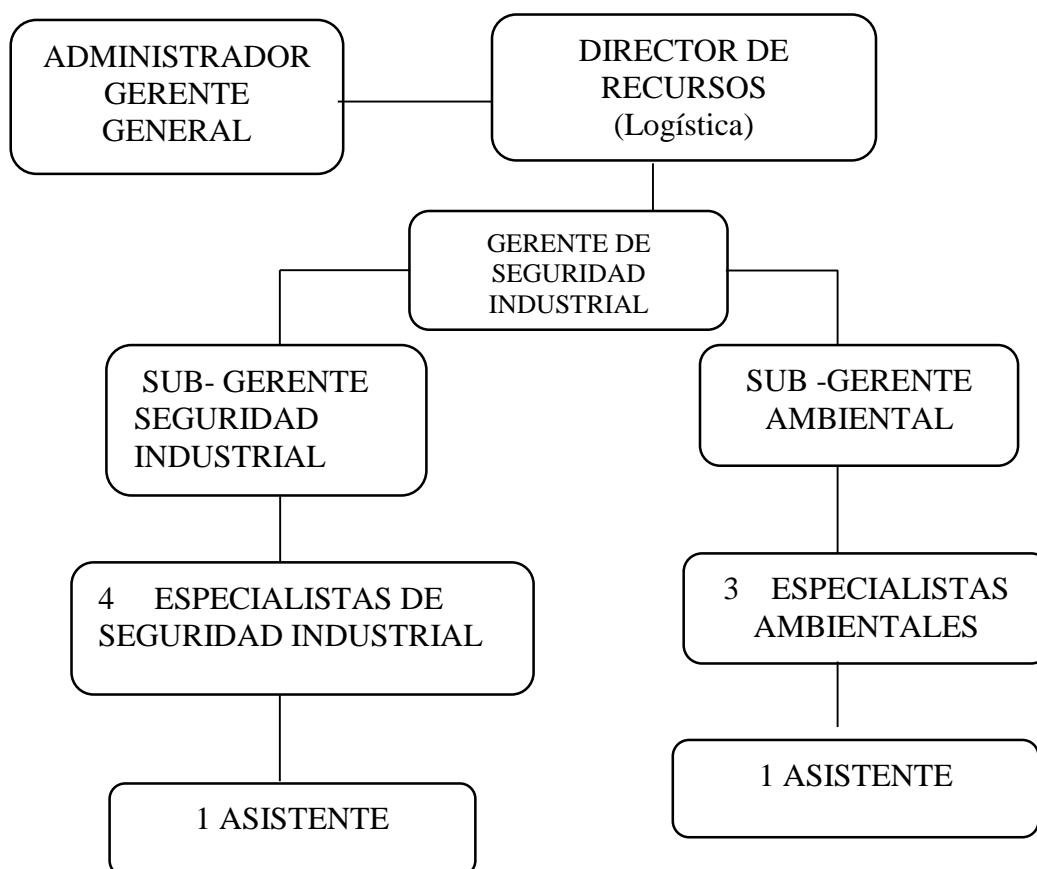 ADMINISTRADOR
GERENTE
GENERAL
DIRECTOR DE
RECURSOS
(Logística)
GERENTE DE
SEGURIDAD
INDUSTRIAL
SUB- GERENTE
SEGURIDAD
INDUSTRIAL
SUB -GERENTE
AMBIENTAL
4 ESPECIALISTAS DE
SEGURIDAD INDUSTRIAL
3 ESPECIALISTAS
AMBIENTALES
1 ASISTENTE
1 ASISTENTE